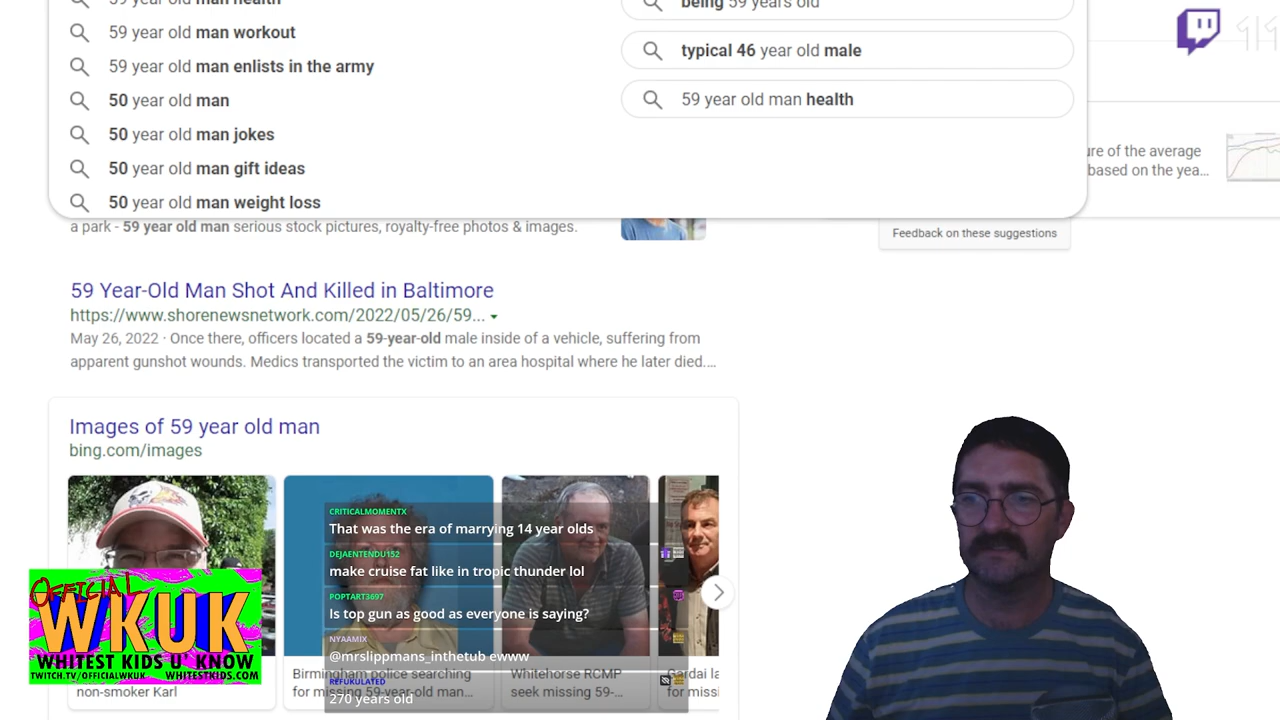 59 year old man health
being 59 years old
59 year old man workout
typical 46 year old male
59 year old man enlists in the army
50 year old man
59 year old man health
50 year old man jokes
ure of the average
50 year old man gift ideas
based on the yea...
50 year old man weight loss
a park - 59 year old man serious stock pictures, royalty-free photos & images.
Feedback on these suggestions
59 Year-Old Man Shot And Killed in Baltimore
https://www.shorenewsnetwork.com/2022/05/26/59...
May 26, 2022 · Once there, officers located a 59-year-old male inside of a vehicle, suffering from
apparent gunshot wounds. Medics transported the victim to an area hospital where he later died....
Images of 59 year old man
bing.com/images
CRITICALMOMENTX
That was the era of marrying 14 year olds
DEJAENTENDU152
make cruise fat like in tropic thunder lol
POPTART3697
Is top gun as good as everyone is saying?
NYAAMIX
@mrslippmans_inthetub ewww
REFUKULATED
270 years old
OFFICIAL
WKUK
WHITEST KIDS U KNOW
TWITCH.TV/OFFICIALWKUK WHITESTKIDS.COM
non-smoker Karl
Birmingham police searching
for missing 59-year-old man...
Whitehorse RCMP
seek missing 59-...
Gardai la
for missi